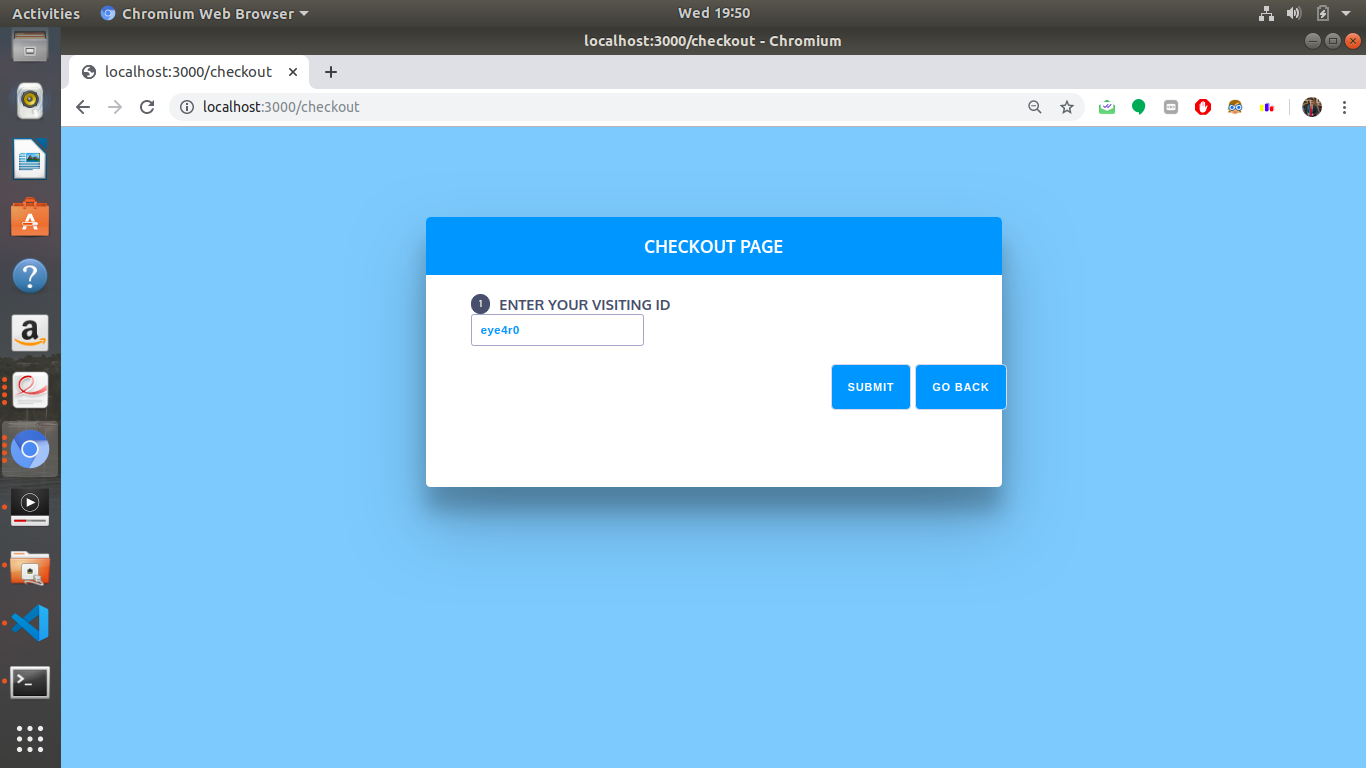 Activities
Chromium Web Browser
Wed 19:50
localhost:3000/checkout - Chromium
localhost:3000/checkout
localhost:3000/checkout
CHECKOUT PAGE
1 ENTER YOUR VISITING ID
eye4r0
SUBMIT GO BACK